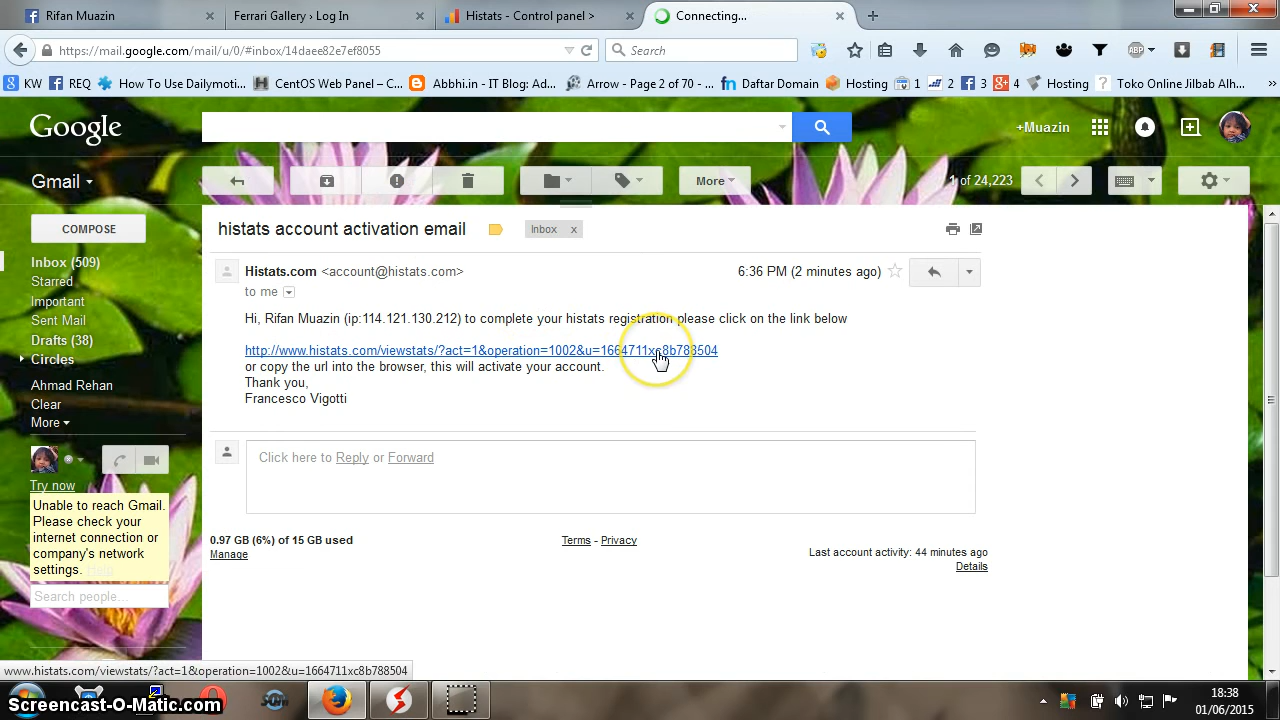 Rifan Muazin
Ferrari Gallery › Log In
Histats - Control panel >
Connecting...
https://mail.google.com/mail/u/0/#inbox/14daee82e7ef8055
Search
ABP
KW
REQ
How To Use Dailymoti...
CentOS Web Panel – C...
Abbhi.in - IT Blog: Ad...
Arrow - Page 2 of 70 - ...
Daftar Domain
Hosting
1
2
3
4
Hosting
Toko Online Jilbab Alh...
Google
+Muazin
Gmail
More
1 of 24,223
COMPOSE
histats account activation email
Inbox x
Inbox (509)
Starred
Important
Sent Mail
Drafts (38)
Circles
Ahmad Rehan
Clear
More
Histats.com <account@histats.com>
6:36 PM (2 minutes ago)
to me
Hi, Rifan Muazin (ip:114.121.130.212) to complete your histats registration please click on the link below
http://www.histats.com/viewstats/?act=1&operation=1002&u=1664711xc8b788504
or copy the url into the browser, this will activate your account.
Thank you,
Francesco Vigotti
Click here to Reply or Forward
Try now
Unable to reach Gmail.
Please check your
internet connection or
company's network
settings. Help
Search people...
0.97 GB (6%) of 15 GB used
Manage
Terms - Privacy
Last account activity: 44 minutes ago
Details
www.histats.com/viewstats/?act=1&operation=1002&u=1664711xc8b788504
Screencast-O-Matic.com
18:38
01/06/2015